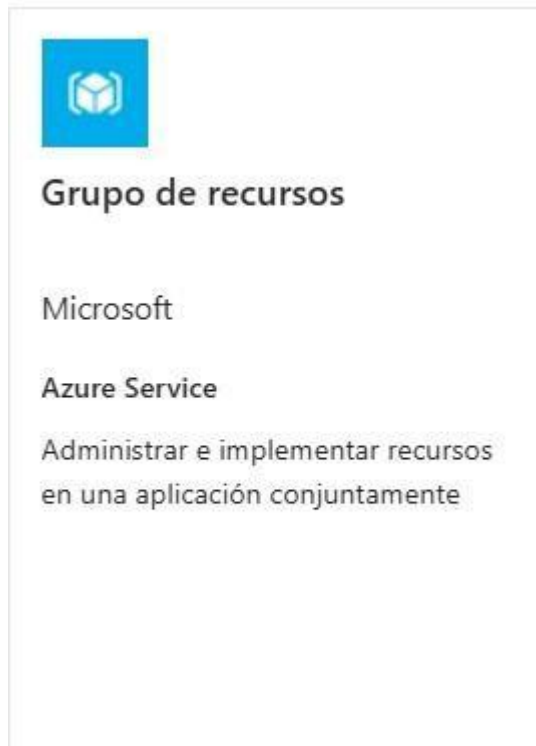 Grupo de recursos
Microsoft
Azure Service
Administrar e implementar recursos
en una aplicación conjuntamente